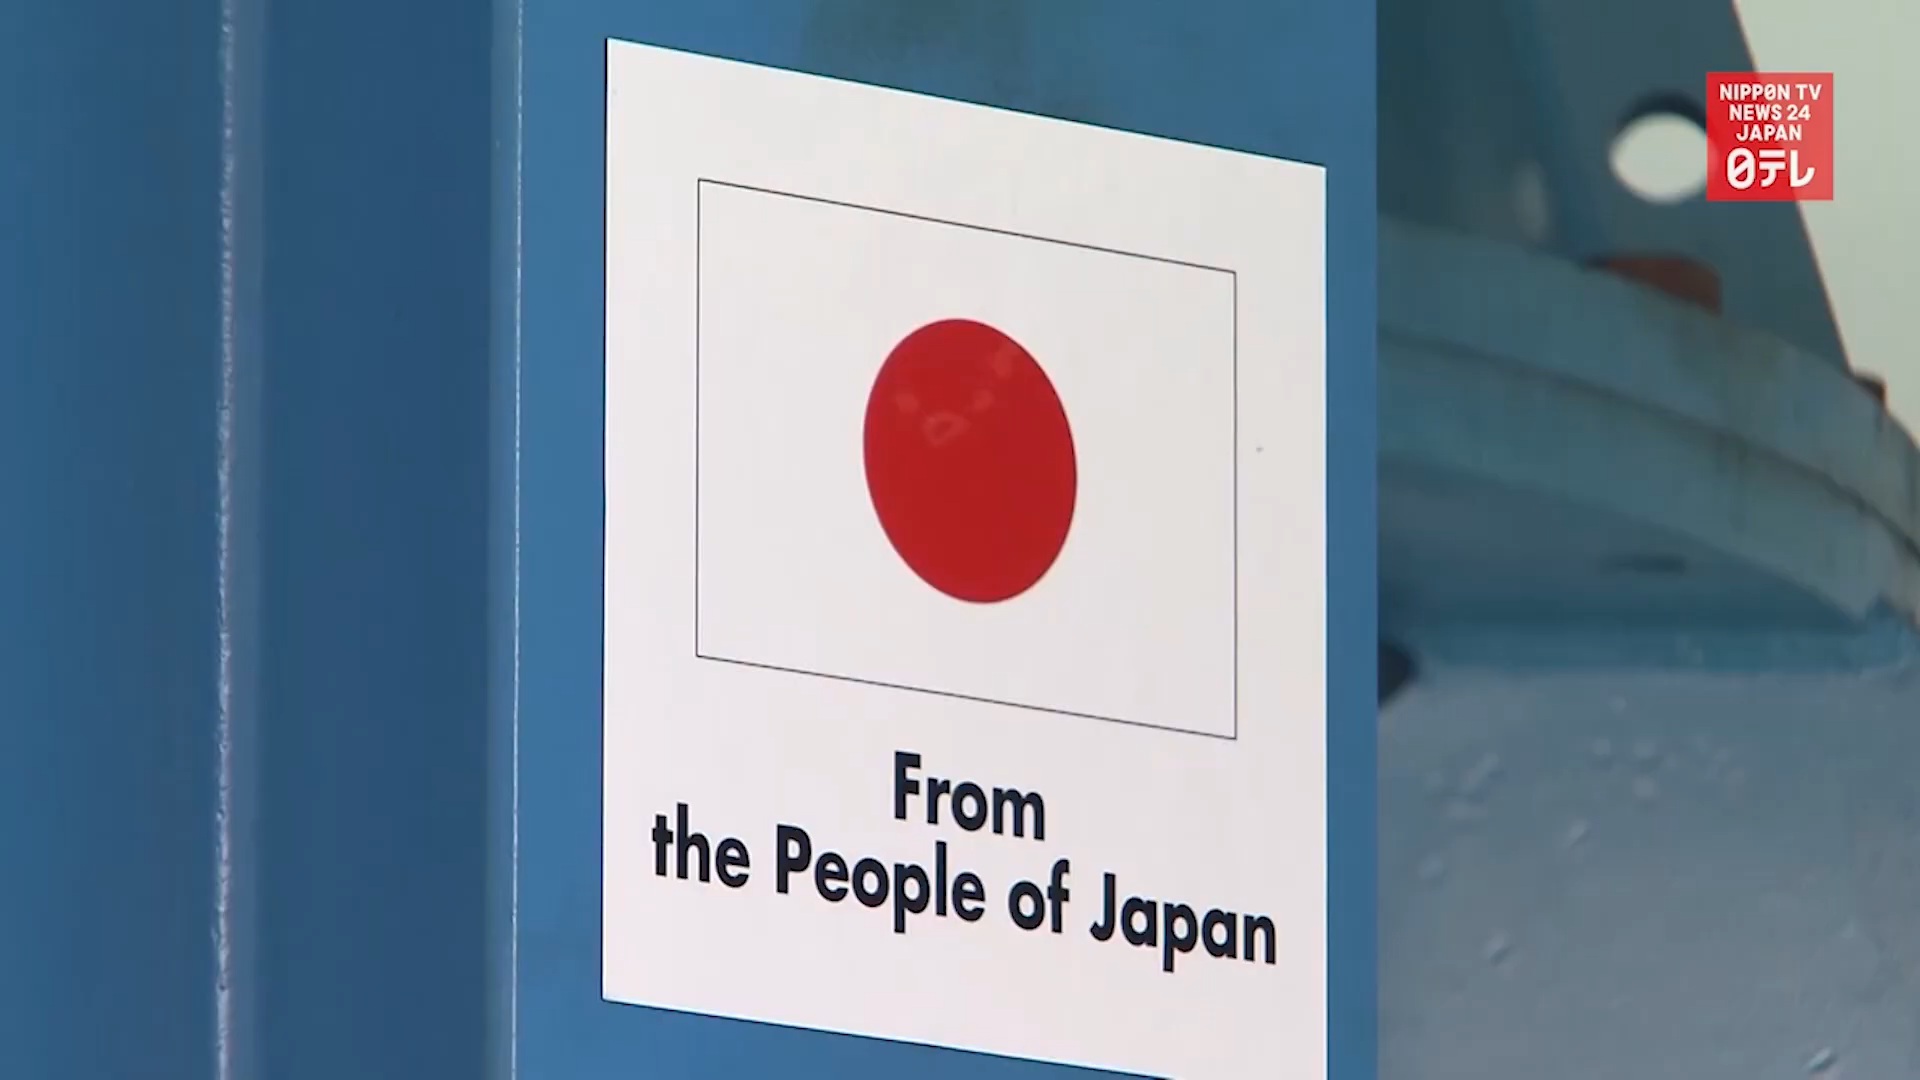 NIPPON TV
NEWS 24
JAPAN
日テレ
From
the People of Japan